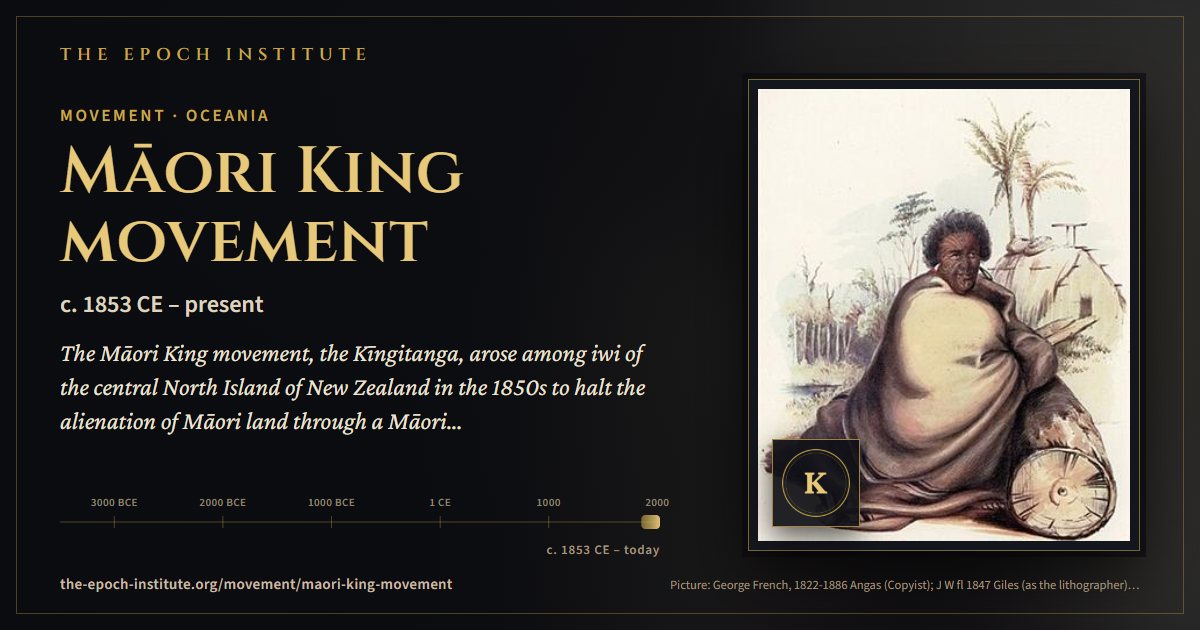 THE EPOCH INSTITUTE
MOVEMENT · OCEANIA
MĀORI KING
MOVEMENT
c. 1853 CE – present
The Māori King movement, the Kīngitanga, arose among iwi of
the central North Island of New Zealand in the 1850s to halt the
alienation of Māori land through a Māori...
3000 BCE 2000 BCE 1000 BCE 1 CE 1000 2000
c. 1853 CE – today
K
the-epoch-institute.org/movement/maori-king-movement
Picture: George French, 1822-1886 Angas (Copyist); J W fl 1847 Giles (as the lithographer)…